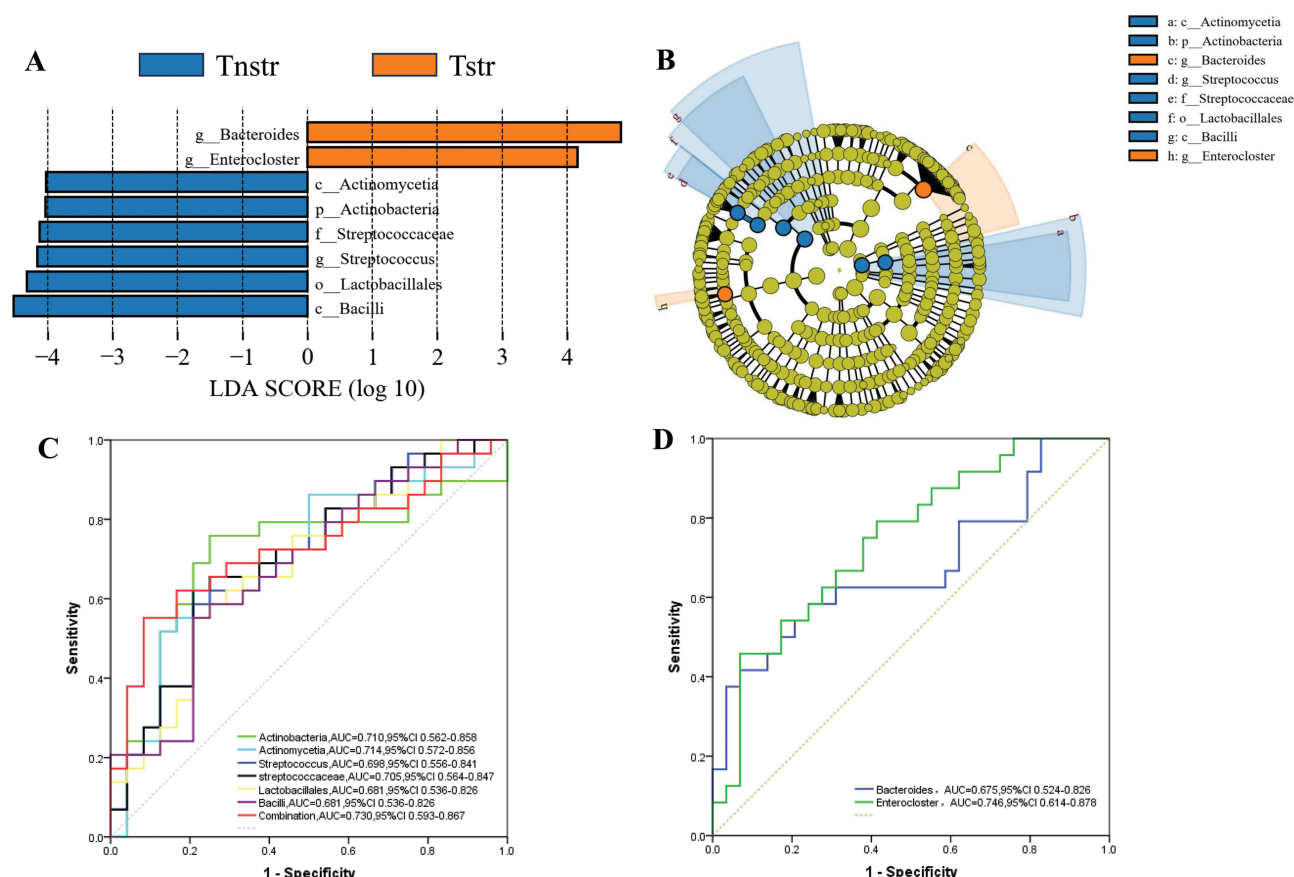 A
Tnstr
Tstr
g__Bacteroides
g__Enterocloster
c__Actinomycetia
p__Actinobacteria
f__Streptococcaceae
g__Streptococcus
o__Lactobacillales
c__Bacilli
−4 −3 −2 −1 0 1 2 3 4
LDA SCORE (log 10)
B
g
f
e
d
c
b
a
h
a: c__Actinomycetia
b: p__Actinobacteria
c: g__Bacteroides
d: g__Streptococcus
e: f__Streptococcaceae
f: o__Lactobacillales
g: c__Bacilli
h: g__Enterocloster
C
Sensitivity
1.0
0.8
0.6
0.4
0.2
0.0
Actinobacteria,AUC=0.710,95%CI 0.562-0.858
Actinomycetia,AUC=0.714,95%CI 0.572-0.856
Streptococcus,AUC=0.698,95%CI 0.556-0.841
streptococcaceae,AUC=0.705,95%CI 0.564-0.847
Lactobacillales,AUC=0.681,95%CI 0.536-0.826
Bacilli,AUC=0.681,95%CI 0.536-0.826
Combination,AUC=0.730,95%CI 0.593-0.867
0.0 0.2 0.4 0.6 0.8 1.0
1 - Specificity
D
Sensitivity
1.0
0.8
0.6
0.4
0.2
0.0
Bacteroides, AUC=0.675,95%CI 0.524-0.826
Enterocloster, AUC=0.746,95%CI 0.614-0.878
0.0 0.2 0.4 0.6 0.8 1.0
1 - Specificity